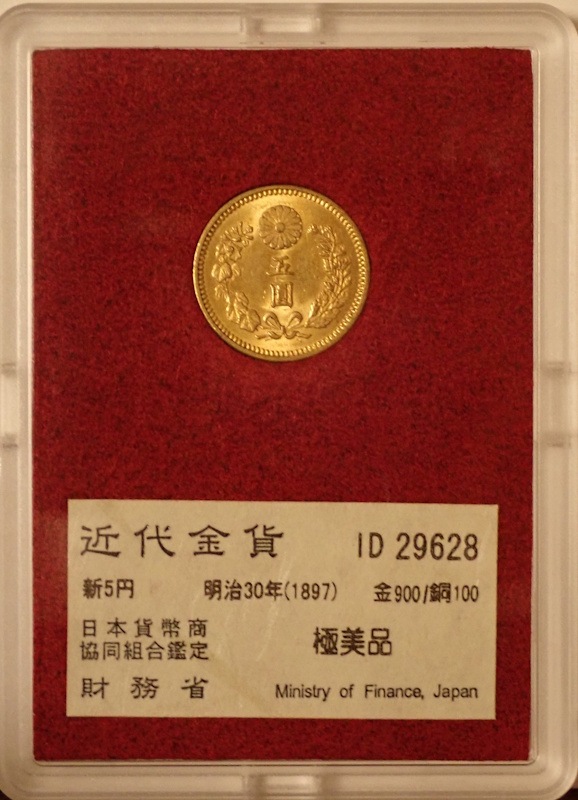 五
圓
近代金貨 ID 29628
新5円 明治30年(1897) 金900/銅100
日本貨幣商
協同組合鑑定 極美品
財務省 Ministry of Finance, Japan